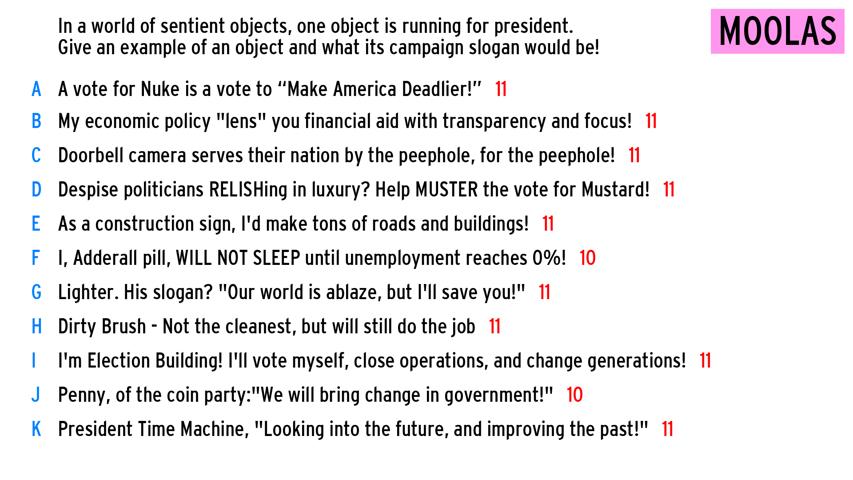 In a world of sentient objects, one object is running for president.
Give an example of an object and what its campaign slogan would be!
MOOLAS
A A vote for Nuke is a vote to “Make America Deadlier!” 11
B My economic policy "lens" you financial aid with transparency and focus! 11
C Doorbell camera serves their nation by the peephole, for the peephole! 11
D Despise politicians RELISHing in luxury? Help MUSTER the vote for Mustard! 11
E As a construction sign, I'd make tons of roads and buildings! 11
F I, Adderall pill, WILL NOT SLEEP until unemployment reaches 0%! 10
G Lighter. His slogan? "Our world is ablaze, but I'll save you!" 11
H Dirty Brush - Not the cleanest, but will still do the job 11
I I'm Election Building! I'll vote myself, close operations, and change generations! 11
J Penny, of the coin party:"We will bring change in government!" 10
K President Time Machine, "Looking into the future, and improving the past!" 11